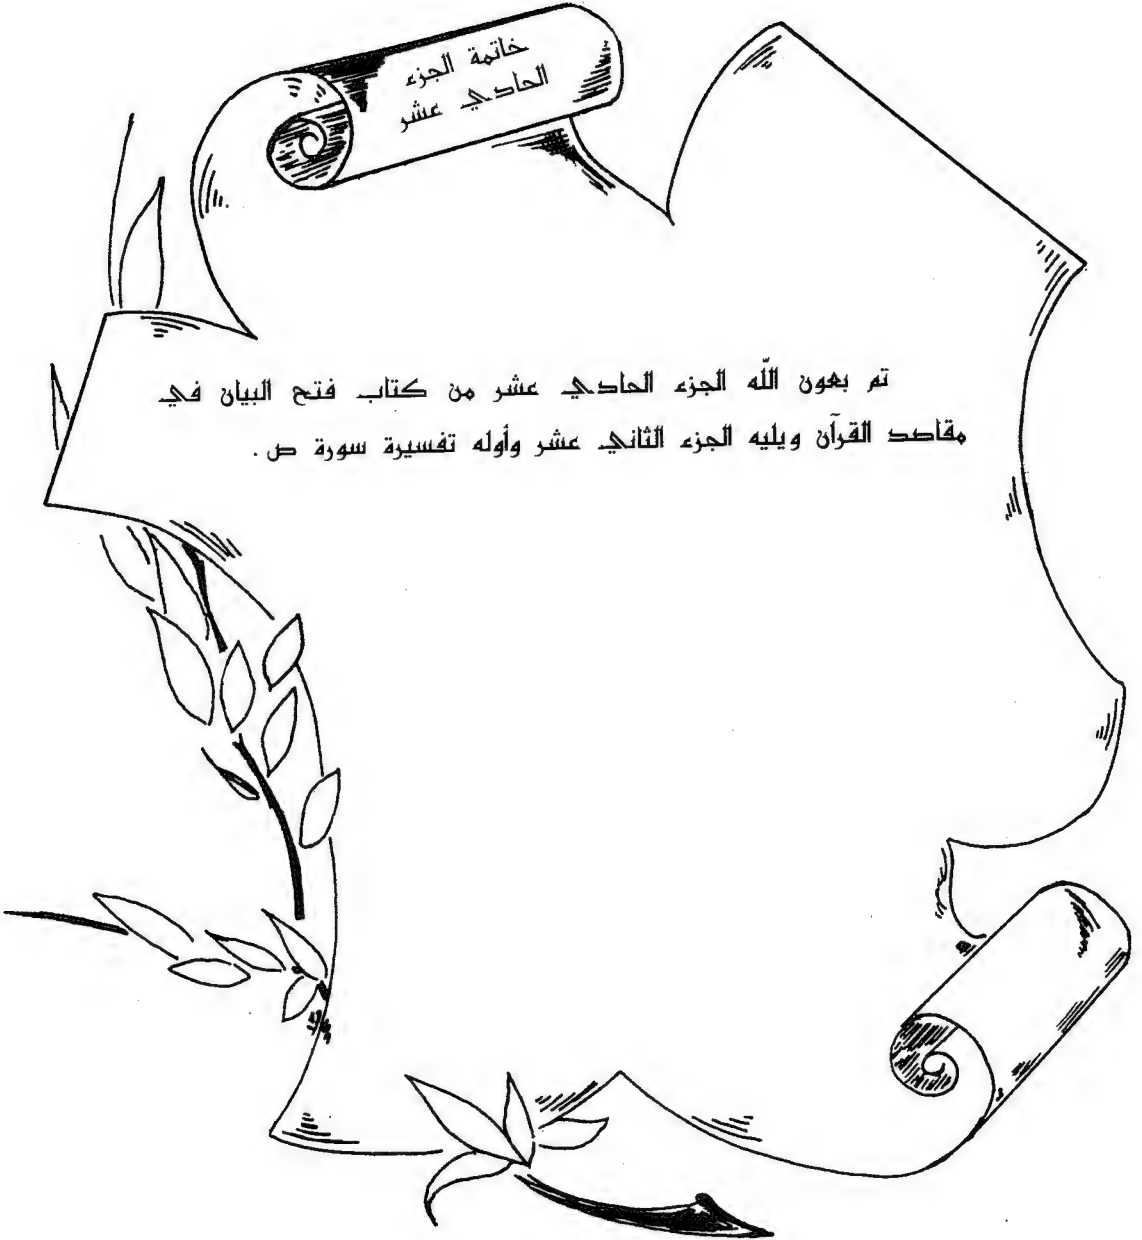 خاتمة الجزء
الحادي عشر
تم بعون اللّه الجزء الحادي عشر من كتاب فتح البيان في
مقاصد القرآن ويليه الجزء الثاني عشر وأوله تفسيرة سورة ص .